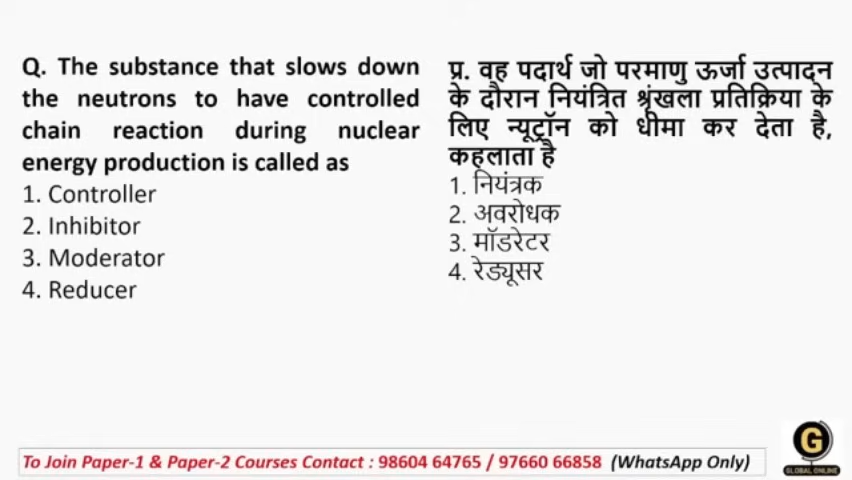 Q. The substance that slows down
the neutrons to have controlled
chain reaction during nuclear
energy production is called as
1. Controller
2. Inhibitor
3. Moderator
4. Reducer
प्र. वह पदार्थ जो परमाणु ऊर्जा उत्पादन
के दौरान नियंत्रित श्रृंखला प्रतिक्रिया के
लिए न्यूट्रॉन को धीमा कर देता है,
कहलाता है
1. नियंत्रक
2. अवरोधक
3. मॉडरेटर
4. रेड्यूसर
G
GLOBAL ONLINE
To Join Paper-1 & Paper-2 Courses Contact : 98604 64765 / 97660 66858 (WhatsApp Only)